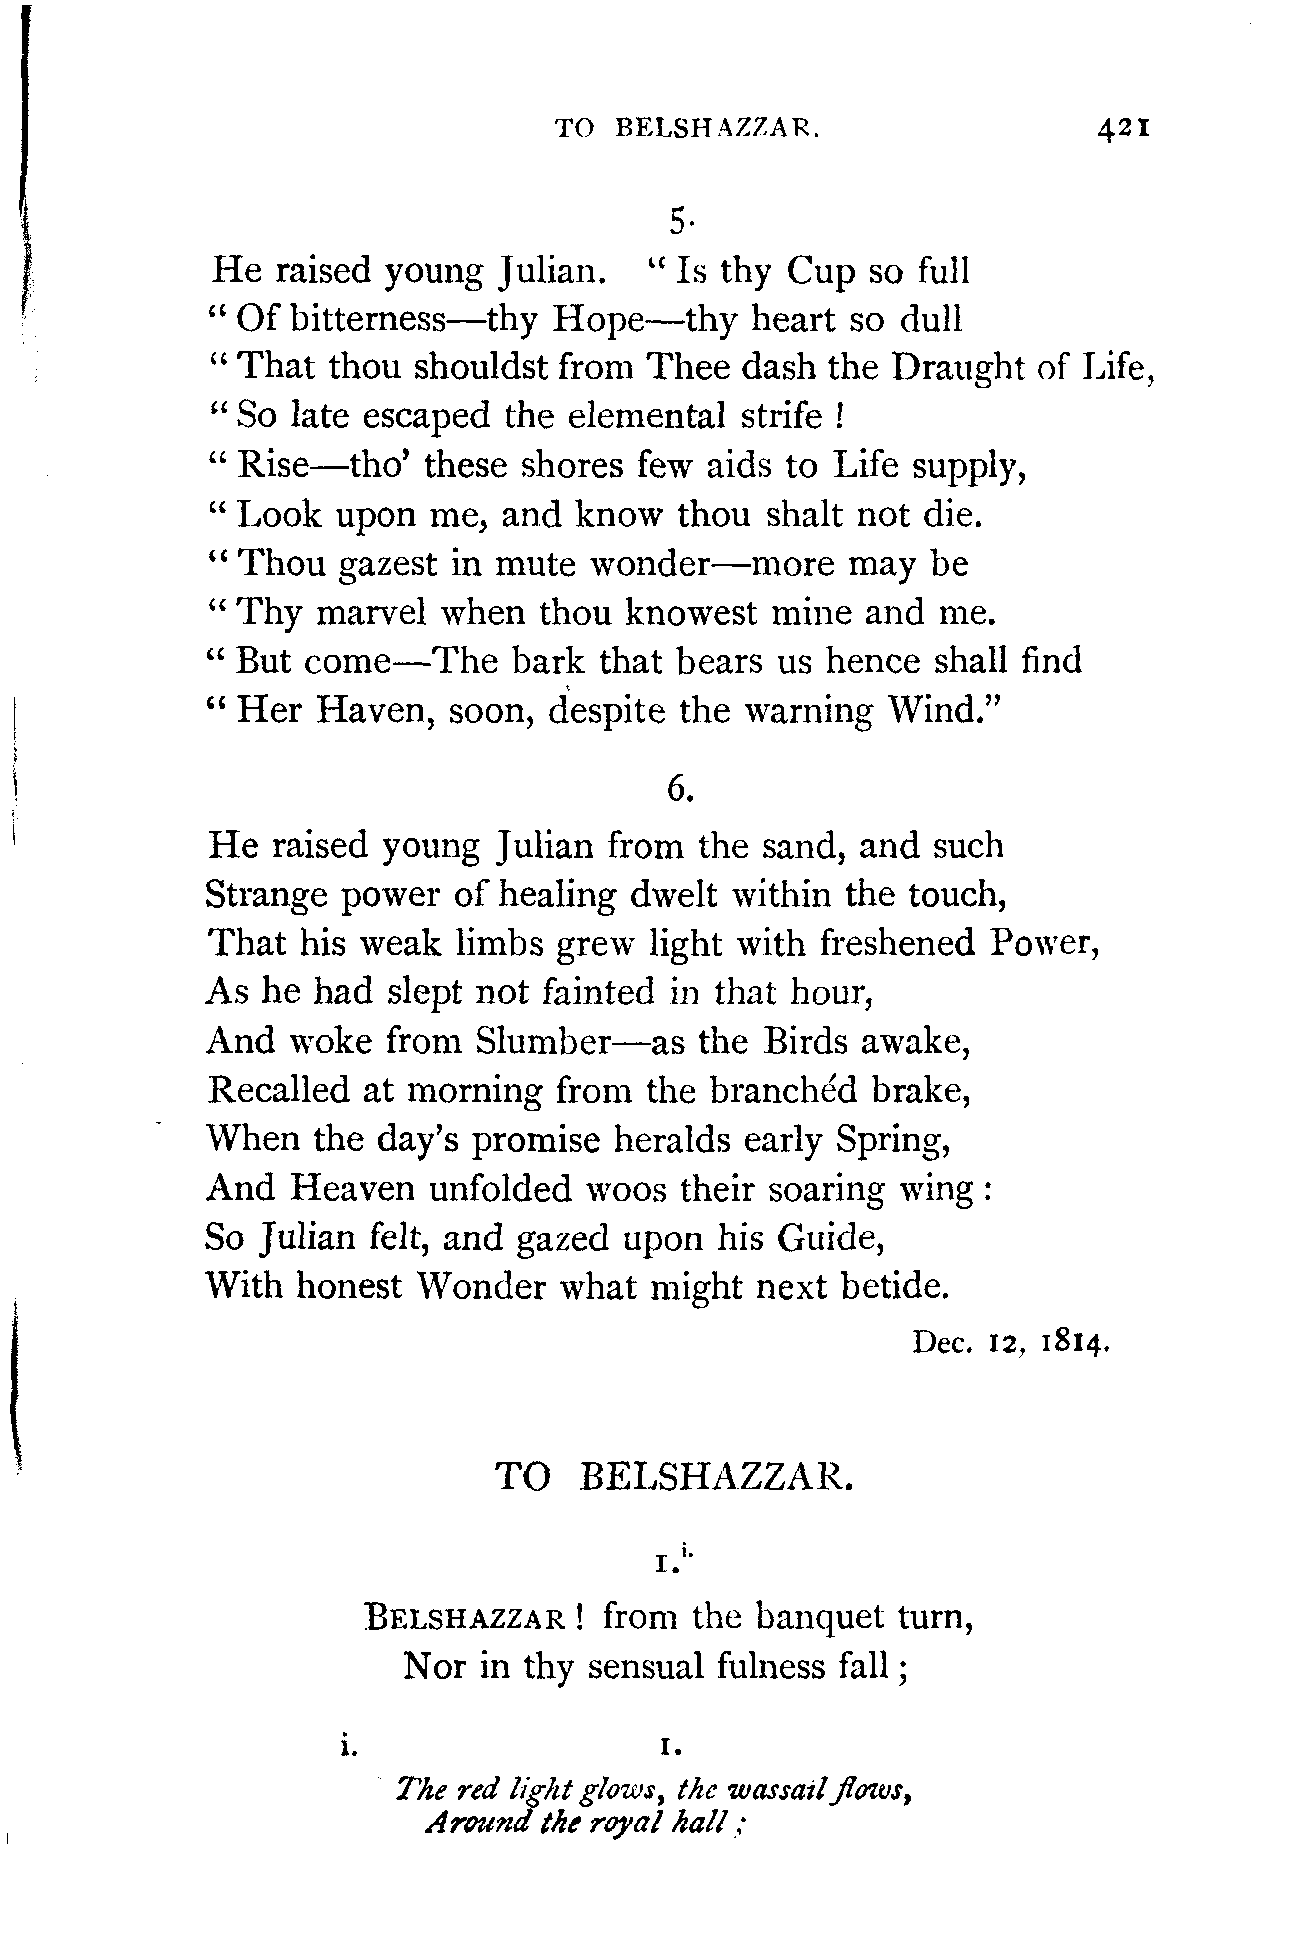 TO BELSHAZZAR. 421
5.
He raised young Julian. “ Is thy Cup so full
“ Of bitterness—thy Hope—thy heart so dull
“ That thou shouldst from Thee dash the Draught of Life,
“ So late escaped the elemental strife !
“ Rise—tho’ these shores few aids to Life supply,
“ Look upon me, and know thou shalt not die.
“ Thou gazest in mute wonder—more may be
“ Thy marvel when thou knowest mine and me.
“ But come—The bark that bears us hence shall find
“ Her Haven, soon, despite the warning Wind.”
6.
He raised young Julian from the sand, and such
Strange power of healing dwelt within the touch,
That his weak limbs grew light with freshened Power,
As he had slept not fainted in that hour,
And woke from Slumber—as the Birds awake,
Recalled at morning from the branchéd brake,
When the day’s promise heralds early Spring,
And Heaven unfolded woos their soaring wing :
So Julian felt, and gazed upon his Guide,
With honest Wonder what might next betide.
Dec. 12, 1814.
TO BELSHAZZAR.
1.i.
BELSHAZZAR ! from the banquet turn,
Nor in thy sensual fulness fall ;
i. 1.
The red light glows, the wassail flows,
Around the royal hall ;